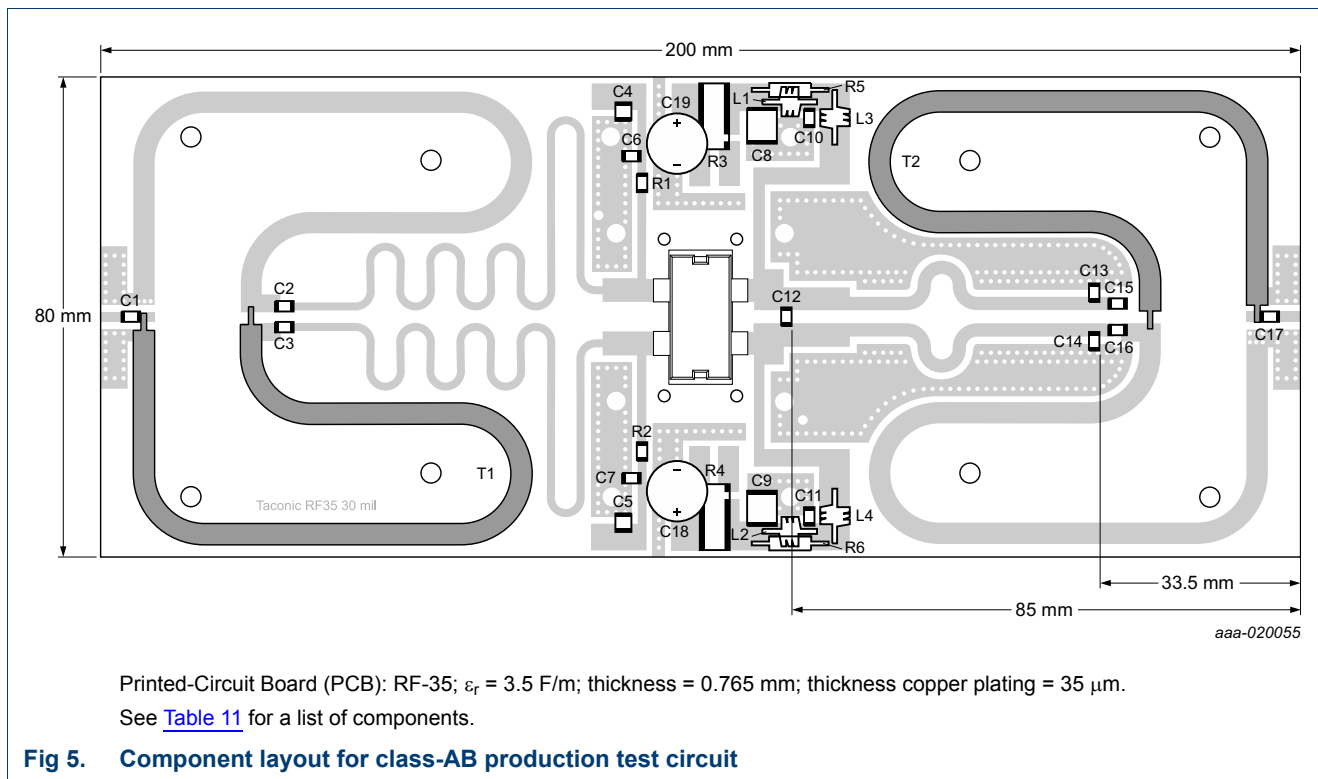 200 mm
80 mm
C4
C19
L1
R5
C6
C10
L3
R3
C8
R1
T2
C1
C2
C12
C13
C15
C3
C14
C16
C17
R2
C7
R4
C9
C11
T1
C5
L4
Taconic RF35 30 mil
C18
L2
R6
33.5 mm
85 mm
aaa-020055
Printed-Circuit Board (PCB): RF-35; εr = 3.5 F/m; thickness = 0.765 mm; thickness copper plating = 35 μm.
See Table 11 for a list of components.
Fig 5. Component layout for class-AB production test circuit